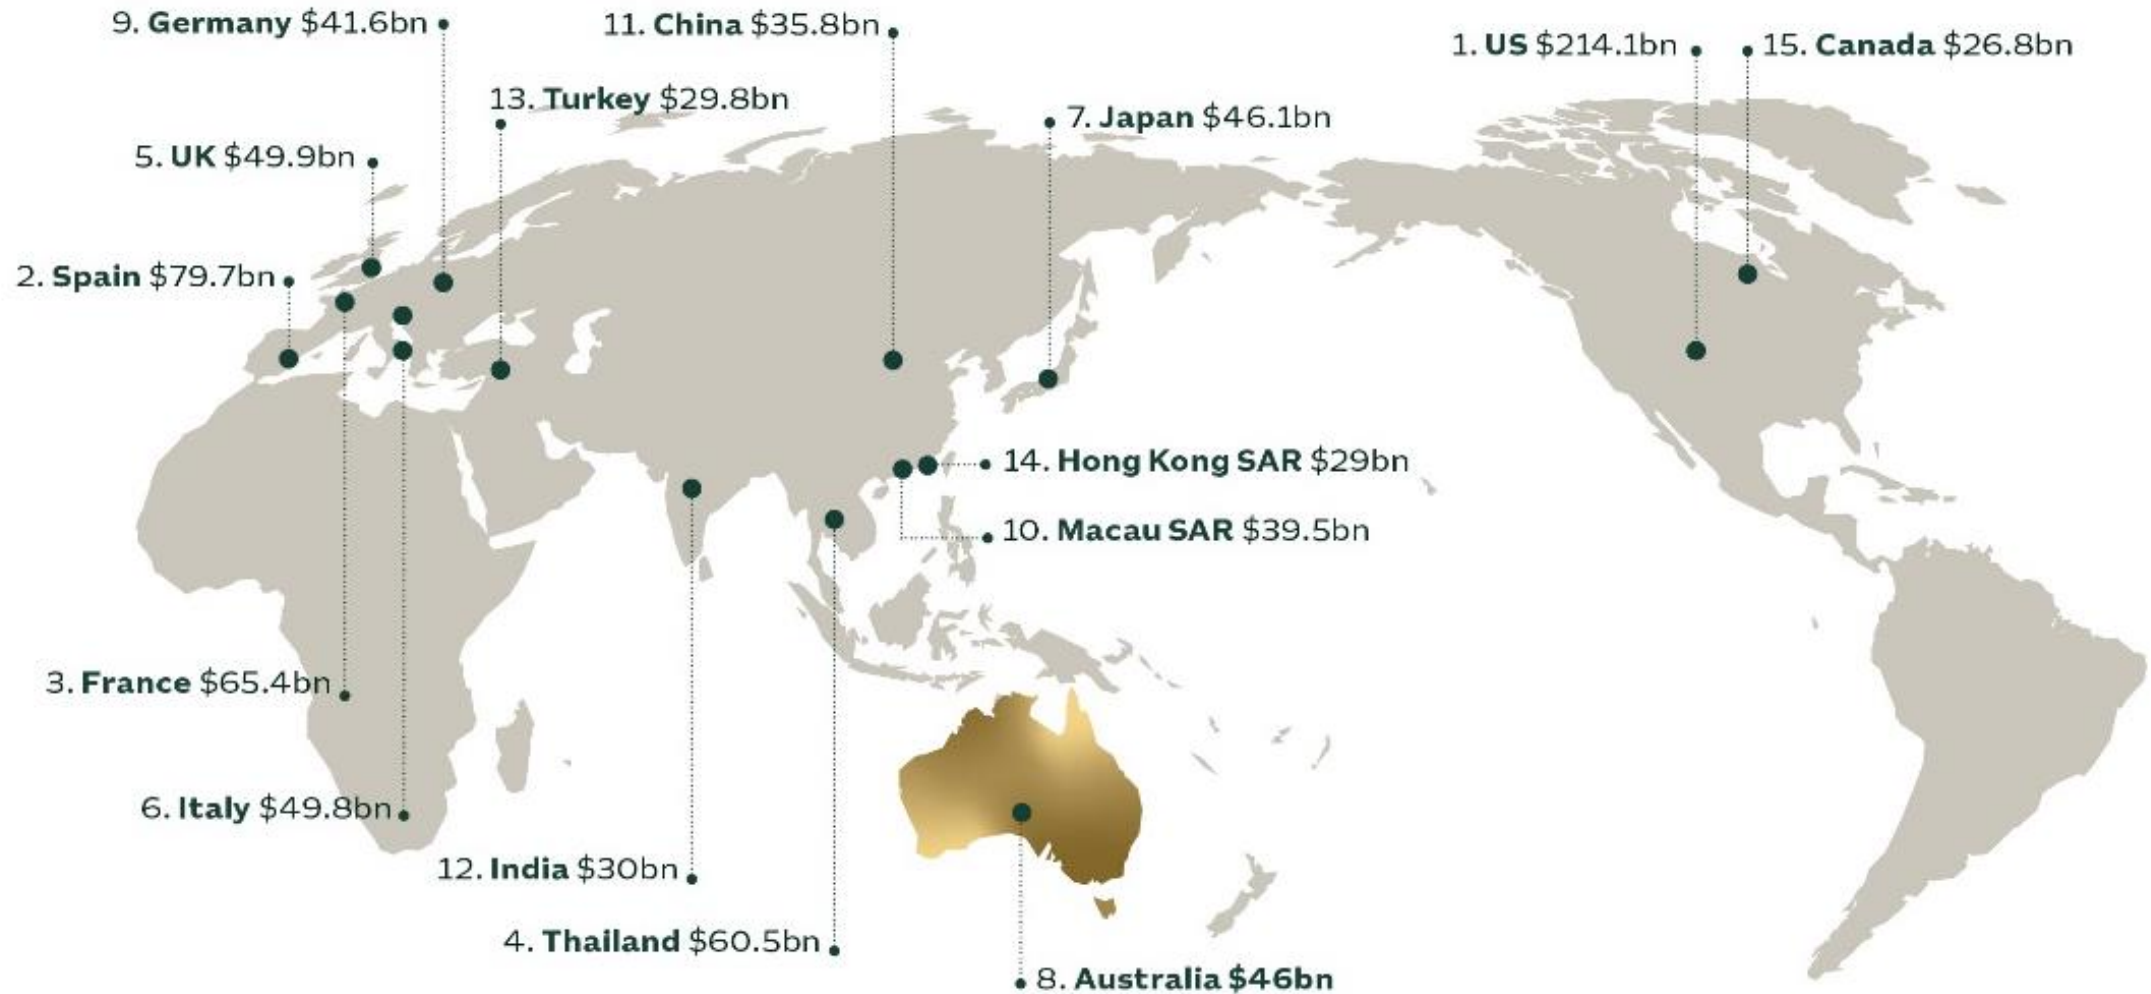 9. Germany $41.6bn
11. China $35.8bn
1. US $214.1bn
15. Canada $26.8bn
13. Turkey $29.8bn
7. Japan $46.1bn
5. UK $49.9bn
2. Spain $79.7bn
14. Hong Kong SAR $29bn
10. Macau SAR $39.5bn
3. France $65.4bn
6. Italy $49.8bn
12. India $30bn
4. Thailand $60.5bn
8. Australia $46bn